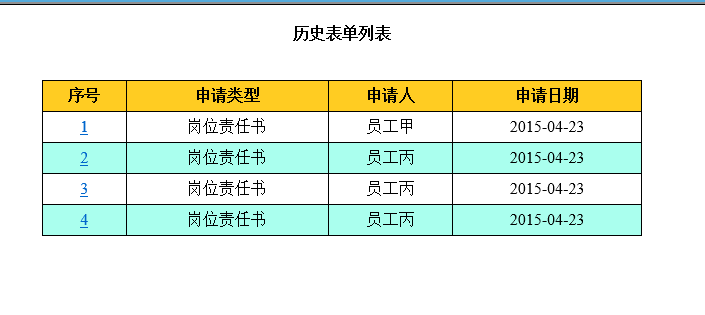 历史表单列表
序号 申请类型 申请人 申请日期
1 岗位责任书 员工甲 2015-04-23
2 岗位责任书 员工丙 2015-04-23
3 岗位责任书 员工丙 2015-04-23
4 岗位责任书 员工丙 2015-04-23